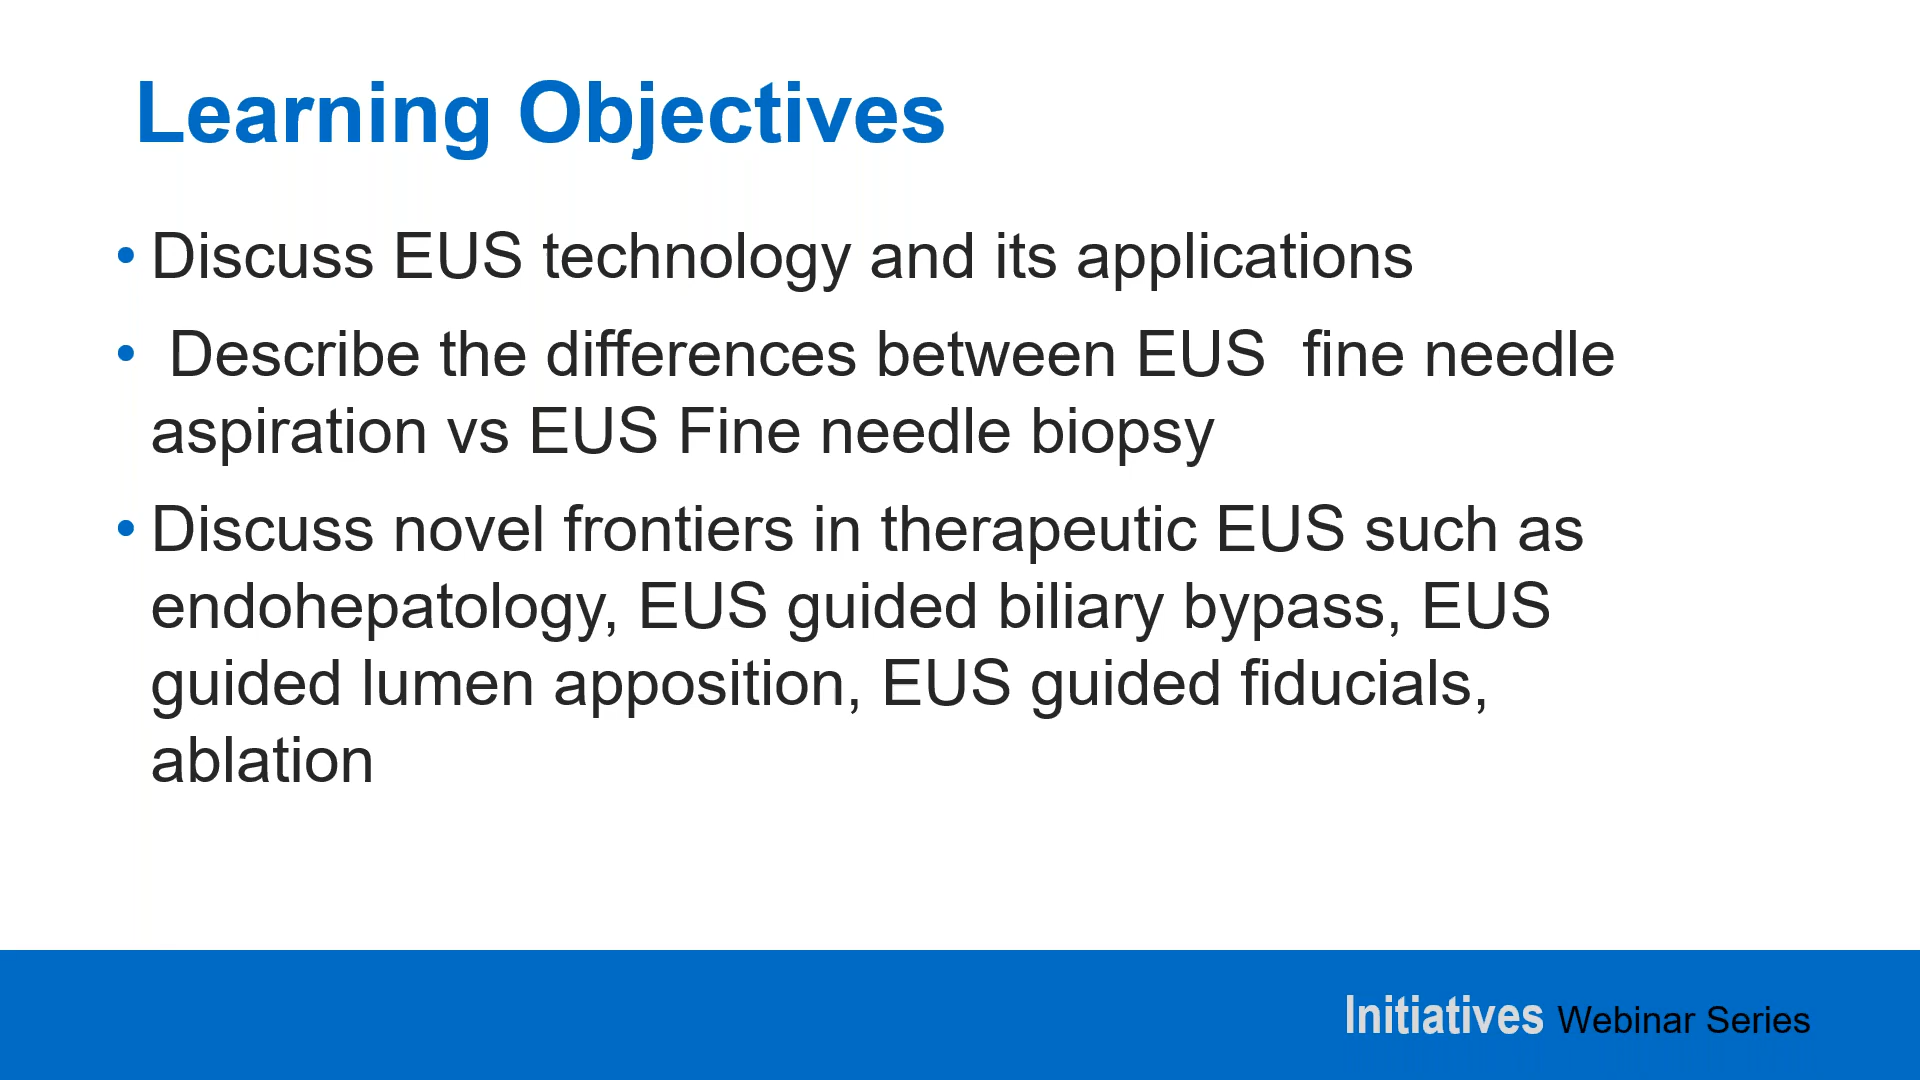 Learning Objectives
• Discuss EUS technology and its applications
• Describe the differences between EUS  fine needle
aspiration vs EUS Fine needle biopsy
• Discuss novel frontiers in therapeutic EUS such as
endohepatology, EUS guided biliary bypass, EUS
guided lumen apposition, EUS guided fiducials,
ablation
Initiatives Webinar Series